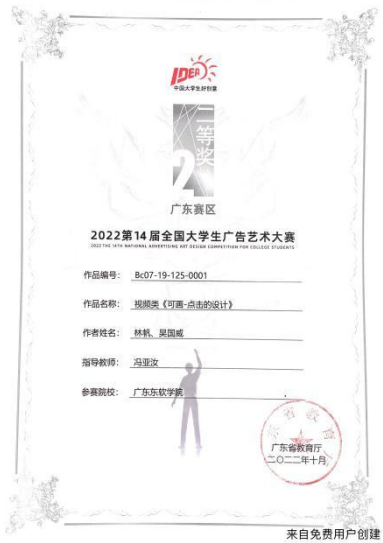 IDEA
中国大学生好创意
二等奖
2
广东赛区
2022第14届全国大学生广告艺术大赛
2022 THE 14TH NATIONAL ADVERTISING ART DESIGN COMPETITION FOR COLLEGE STUDENTS
作品编号: Bc07-19-125-0001
作品名称: 视频类《可画-点击的设计》
作者姓名: 林帆、吴国威
指导教师: 冯亚汝
参赛院校: 广东东软学院
广东省教育厅
二〇二二年十月
来自免费用户创建